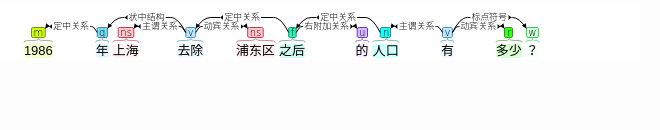 定中关系 状中结构 主谓关系 动宾关系 定中关系 右附加关系 定中关系 主谓关系 动宾关系 标点符号
m q ns v ns f u n v r w
1986 年 上海 去除 浦东区 之后 的 人口 有 多少 ?